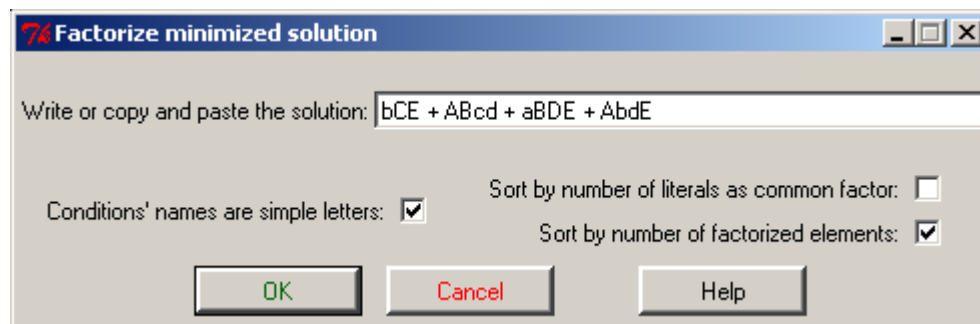 Factorize minimized solution
Write or copy and paste the solution: bCE + ABcd + aBDE + AbdE
Sort by number of literals as common factor:
Conditions' names are simple letters:
Sort by number of factorized elements:
OK Cancel Help